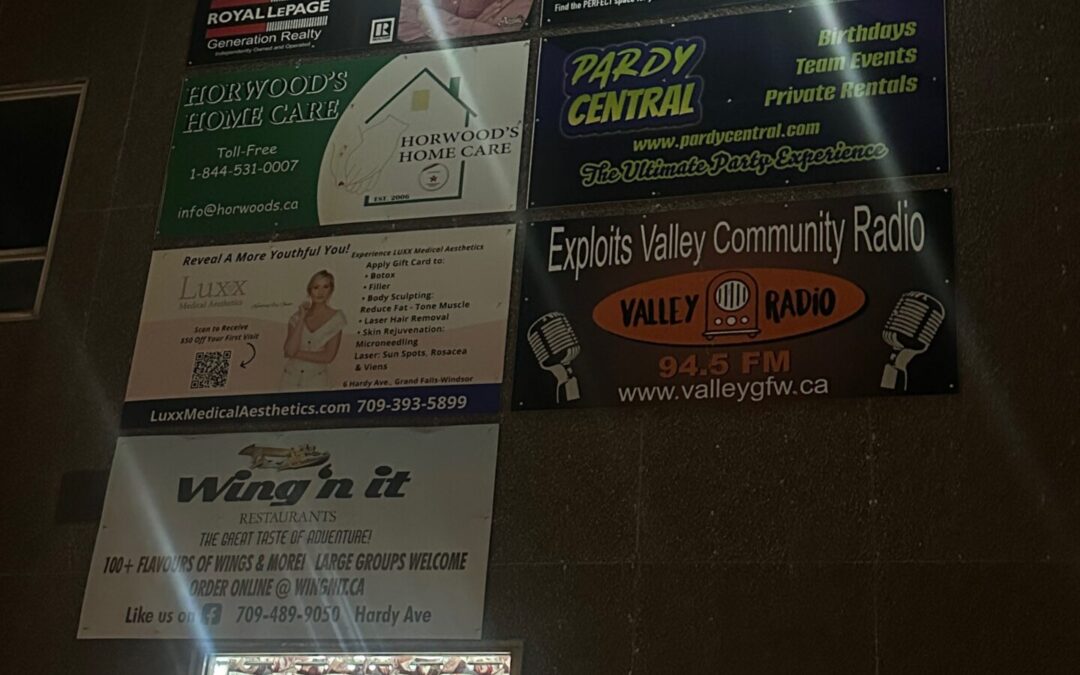 ROYAL LEPAGE
Generation Realty
Independently Owned and Operated
R
Find the PERFECT space
HORWOOD'S
HOME CARE
Toll-Free
1-844-531-0007
info@horwoods.ca
HORWOOD'S
HOME CARE
EST. 2006
PARDY
CENTRAL
Birthdays
Team Events
Private Rentals
www.pardycentral.com
The Ultimate Party Experience
Reveal A More Youthful You!
Luxx
Medical Aesthetics
Scan to Receive
$50 Off Your First Visit
Experience LUXX Medical Aesthetics
Apply Gift Card to:
• Botox
• Filler
• Body Sculpting:
Reduce Fat - Tone Muscle
• Laser Hair Removal
• Skin Rejuvenation:
Microneedling
Laser: Sun Spots, Rosacea
& Viens
6 Hardy Ave., Grand Falls-Windsor
LuxxMedicalAesthetics.com 709-393-5899
Exploits Valley Community Radio
VALLEY RADIO
94.5 FM
www.valleygfw.ca
Wing'n it
RESTAURANTS
THE GREAT TASTE OF ADVENTURE!
100+ FLAVOURS OF WINGS & MORE! LARGE GROUPS WELCOME
ORDER ONLINE @ WINGNIT.CA
Like us on f 709-489-9050 Hardy Ave